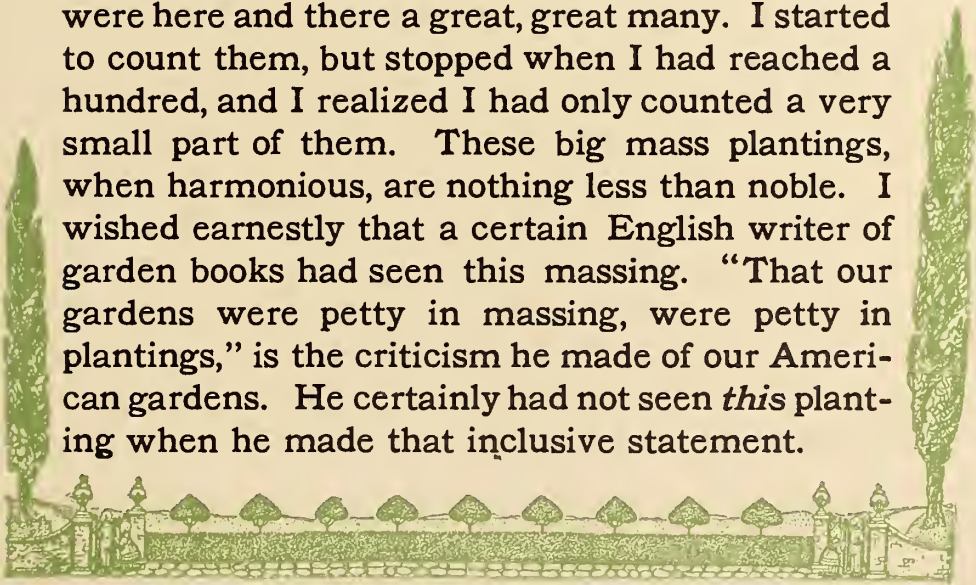 were here and there a great, great many. I started
to count them, but stopped when I had reached a
hundred, and I realized I had only counted a very
small part of them. These big mass plantings,
when harmonious, are nothing less than noble. I
wished earnestly that a certain English writer of
garden books had seen this massing. “That our
gardens were petty in massing, were petty in
plantings,” is the criticism he made of our Ameri-
can gardens. He certainly had not seen this plant-
ing when he made that inclusive statement.